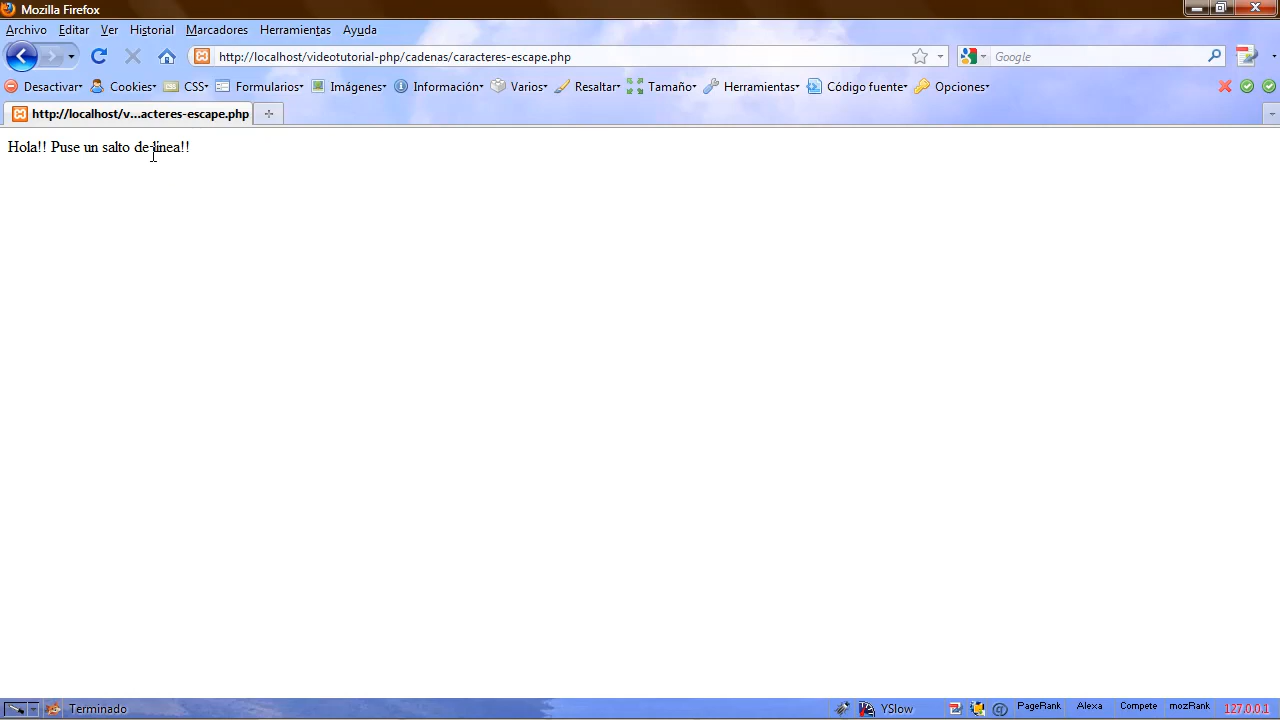 Mozilla Firefox
Archivo Editar Ver Historial Marcadores Herramientas Ayuda
http://localhost/videotutorial-php/cadenas/caracteres-escape.php Google
Desactivar Cookies CSS Formularios Imágenes Información Varios Resaltar Tamaño Herramientas Código fuente Opciones
http://localhost/v...acteres-escape.php
Hola!! Puse un salto de linea!!
Terminado YSlow PageRank Alexa Compete mozRank 127.0.0.1